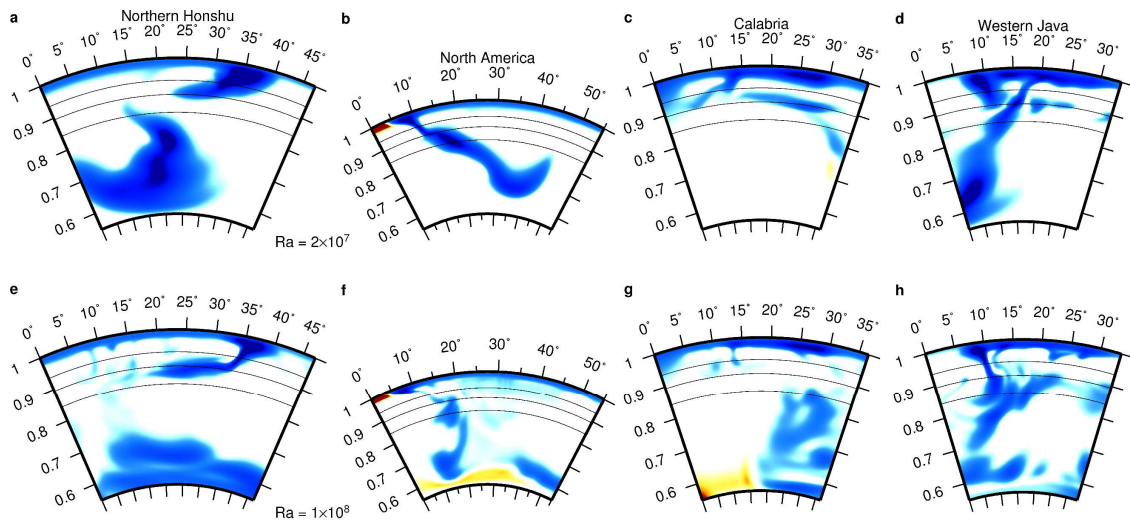 a
Northern Honshu
0° 5° 10° 15° 20° 25° 30° 35° 40° 45°
1
0.9
0.8
0.7
0.6
b
North America
0° 10° 20° 30° 40° 50°
1
0.9
0.8
0.7
0.6
c
Calabria
0° 5° 10° 15° 20° 25° 30° 35°
1
0.9
0.8
0.7
0.6
d
Western Java
0° 5° 10° 15° 20° 25° 30°
1
0.9
0.8
0.7
0.6
Ra = 2×10⁷
e
0° 5° 10° 15° 20° 25° 30° 35° 40° 45°
1
0.9
0.8
0.7
0.6
f
0° 10° 20° 30° 40° 50°
1
0.9
0.8
0.7
0.6
g
0° 5° 10° 15° 20° 25° 30° 35°
1
0.9
0.8
0.7
0.6
h
0° 5° 10° 15° 20° 25° 30°
1
0.9
0.8
0.7
0.6
Ra = 1×10⁸